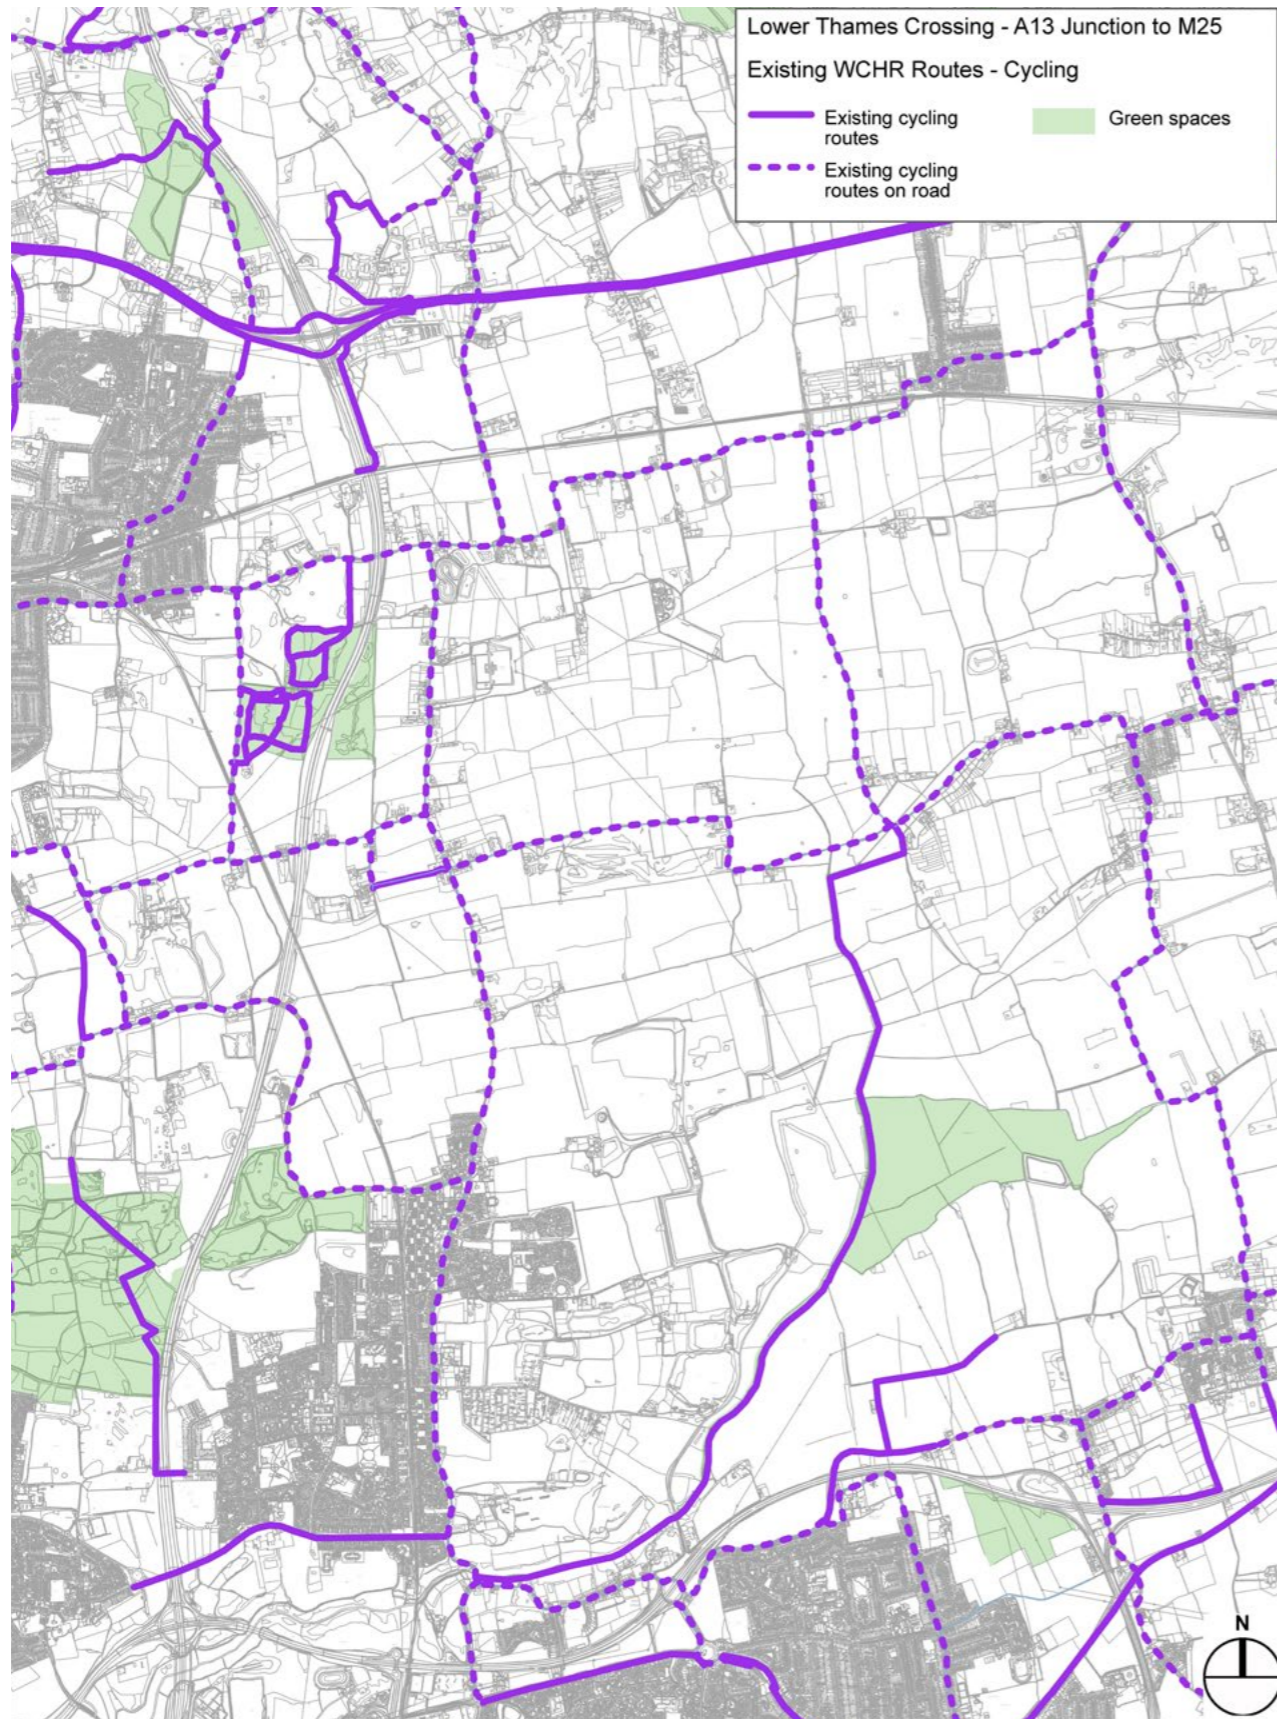 Lower Thames Crossing - A13 Junction to M25
Existing WCHR Routes - Cycling
Existing cycling
routes
Green spaces
Existing cycling
routes on road
N